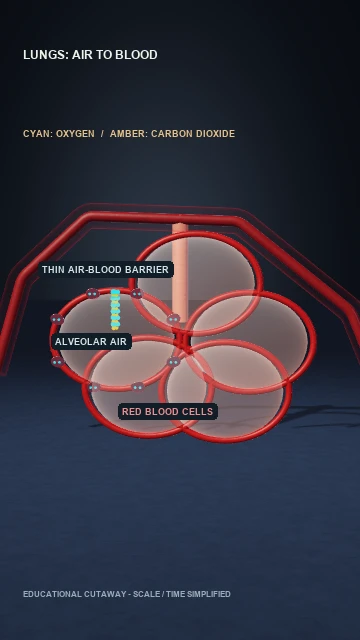 LUNGS: AIR TO BLOOD
CYAN: OXYGEN / AMBER: CARBON DIOXIDE
THIN AIR-BLOOD BARRIER
ALVEOLAR AIR
RED BLOOD CELLS
EDUCATIONAL CUTAWAY - SCALE / TIME SIMPLIFIED